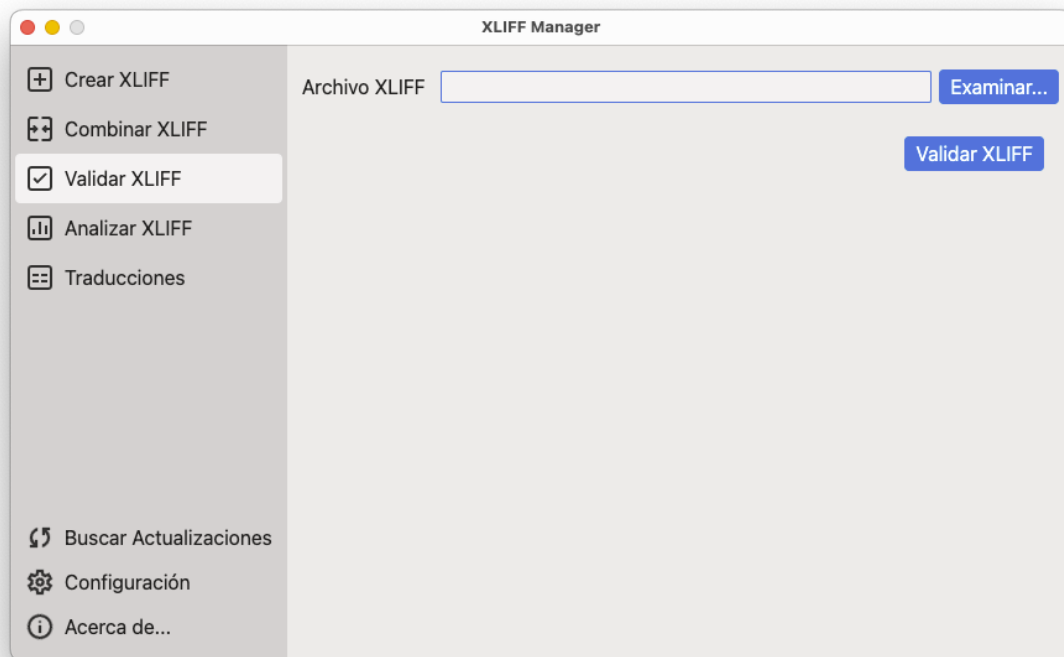 XLIFF Manager
Crear XLIFF
Combinar XLIFF
Validar XLIFF
Analizar XLIFF
Traducciones
Buscar Actualizaciones
Configuración
Acerca de...
Archivo XLIFF
Examinar...
Validar XLIFF